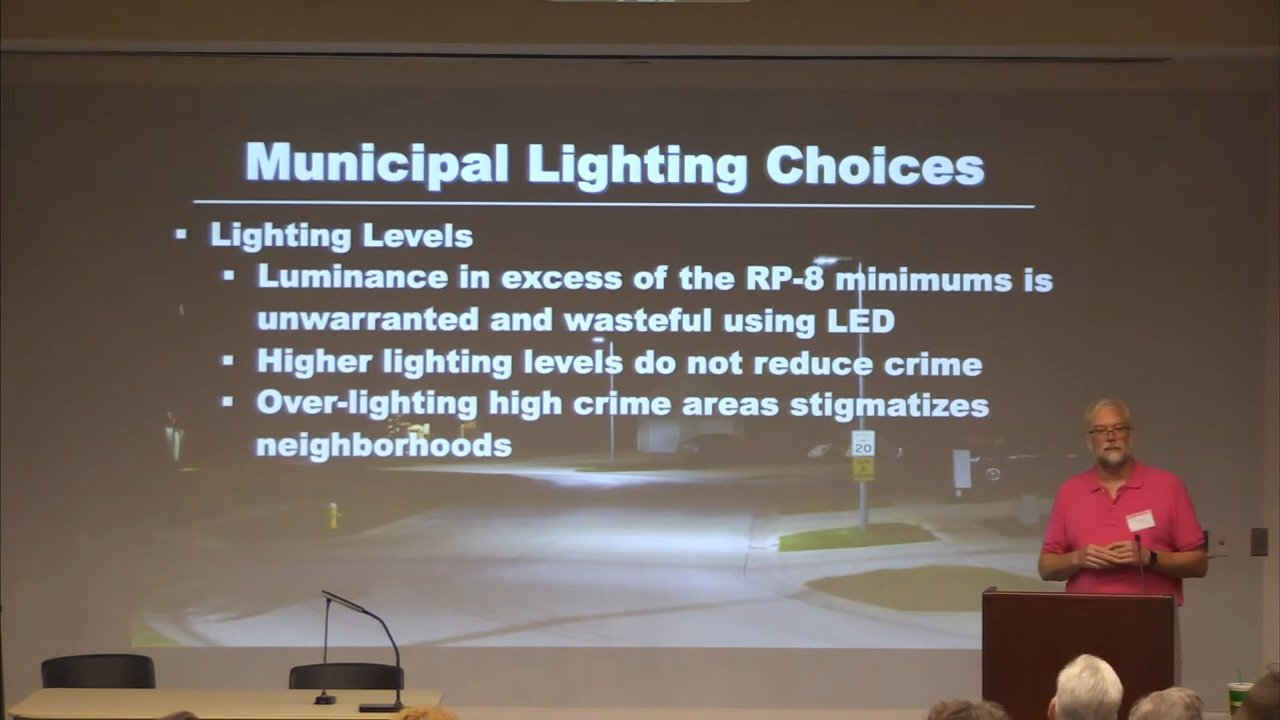 Municipal Lighting Choices
▪ Lighting Levels
▪ Luminance in excess of the RP-8 minimums is
unwarranted and wasteful using LED
▪ Higher lighting levels do not reduce crime
▪ Over-lighting high crime areas stigmatizes
neighborhoods
20